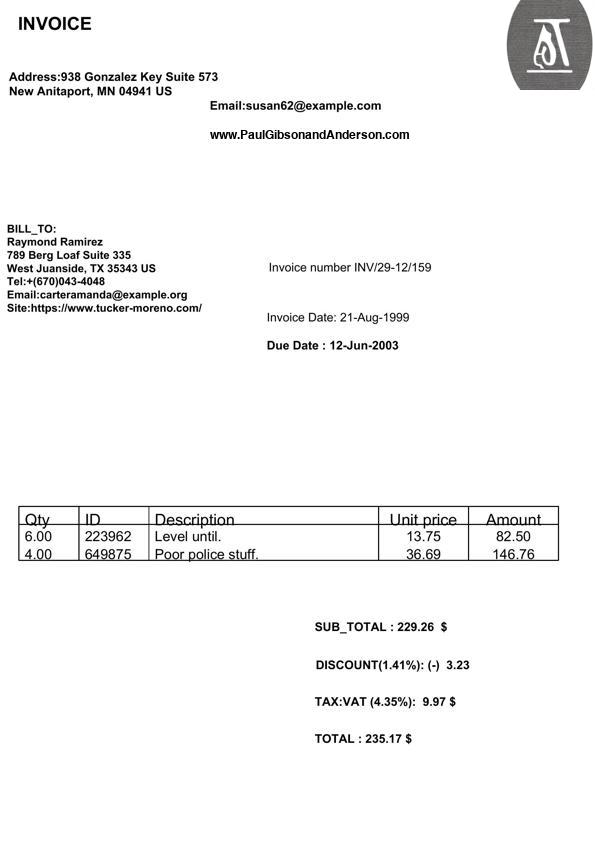 INVOICE
Address:938 Gonzalez Key Suite 573
New Anitaport, MN 04941 US
Email:susan62@example.com
www.PaulGibsonandAnderson.com
BILL_TO:
Raymond Ramirez
789 Berg Loaf Suite 335
West Juanside, TX 35343 US
Tel:+(670)043-4048
Email:carteramanda@example.org
Site:https://www.tucker-moreno.com/
Invoice number INV/29-12/159
Invoice Date: 21-Aug-1999
Due Date : 12-Jun-2003
Qty ID Description Unit price Amount
6.00 223962 Level until. 13.75 82.50
4.00 649875 Poor police stuff. 36.69 146.76
SUB_TOTAL : 229.26 $
DISCOUNT(1.41%): (-) 3.23
TAX:VAT (4.35%): 9.97 $
TOTAL : 235.17 $